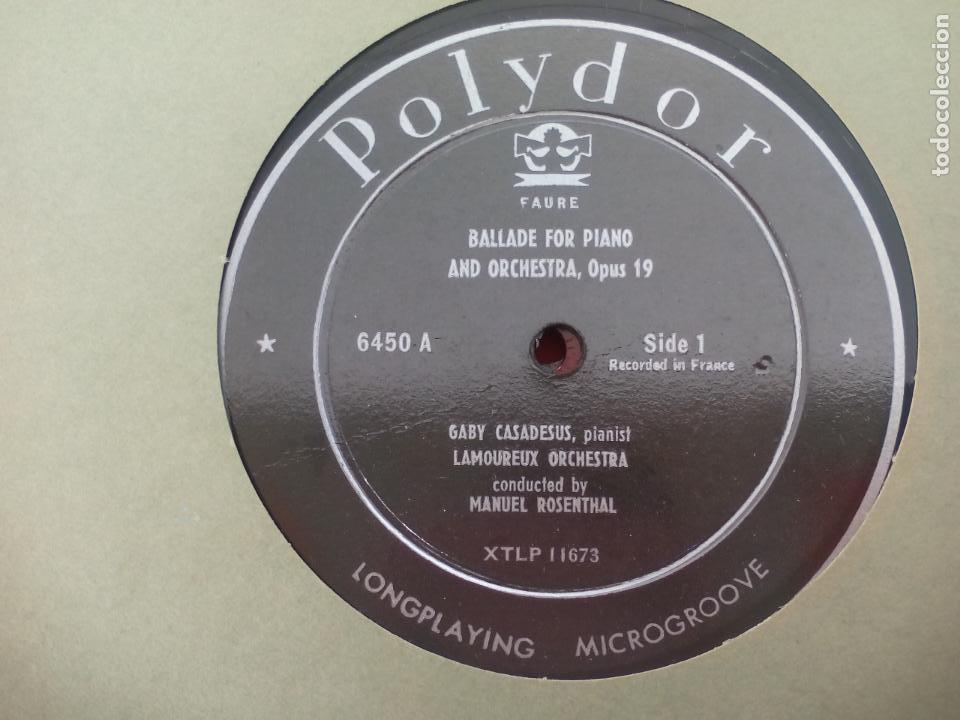 Polydor
FAURE
BALLADE FOR PIANO
AND ORCHESTRA, Opus 19
6450 A
Side 1
Recorded in France
GABY CASADESUS, pianist
LAMOUREUX ORCHESTRA
conducted by
MANUEL ROSENTHAL
XTLP 11673
LONGPLAYING MICROGROOVE
todocoleccion